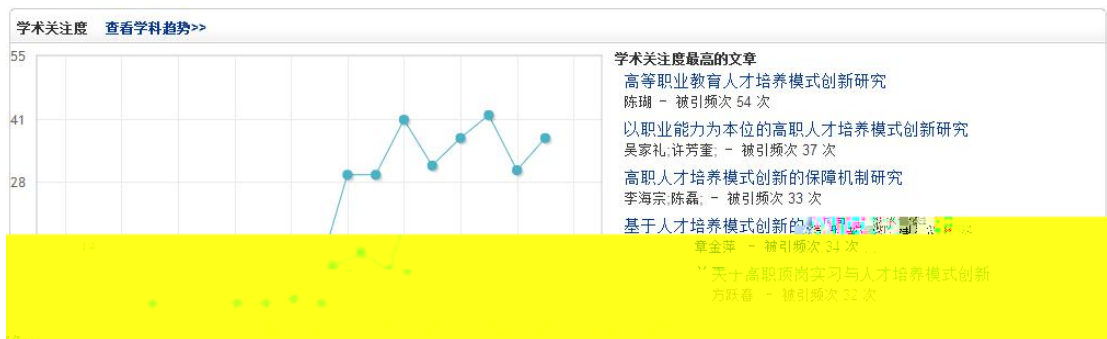 学术关注度 查看学科趋势>>
55
41
28
14
学术关注度最高的文章
高等职业教育人才培养模式创新研究
陈瑚 - 被引频次 54 次
以职业能力为本位的高职人才培养模式创新研究
吴家礼;许芳奎; - 被引频次 37 次
高职人才培养模式创新的保障机制研究
李海宗;陈磊; - 被引频次 33 次
基于人才培养模式创新的
章金萍 - 被引频次 34 次
高职顶岗实习与人才培养模式创新
方跃春 - 被引频次 32 次